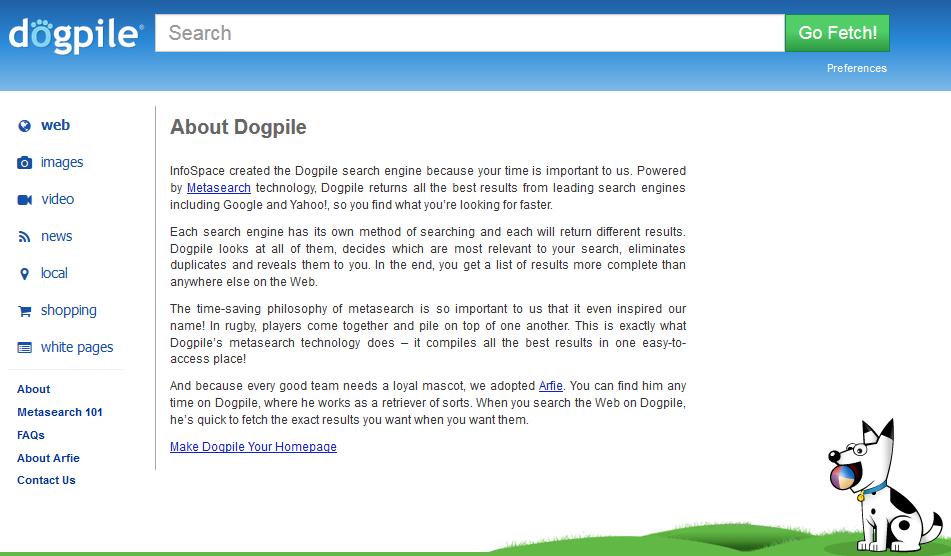 dogpile®
Search
Go Fetch!
Preferences
web
images
video
news
local
shopping
white pages
About
Metasearch 101
FAQs
About Arfie
Contact Us
About Dogpile
InfoSpace created the Dogpile search engine because your time is important to us. Powered
by Metasearch technology, Dogpile returns all the best results from leading search engines
including Google and Yahoo!, so you find what you’re looking for faster.
Each search engine has its own method of searching and each will return different results.
Dogpile looks at all of them, decides which are most relevant to your search, eliminates
duplicates and reveals them to you. In the end, you get a list of results more complete than
anywhere else on the Web.
The time-saving philosophy of metasearch is so important to us that it even inspired our
name! In rugby, players come together and pile on top of one another. This is exactly what
Dogpile’s metasearch technology does – it compiles all the best results in one easy-to-
access place!
And because every good team needs a loyal mascot, we adopted Arfie. You can find him any
time on Dogpile, where he works as a retriever of sorts. When you search the Web on Dogpile,
he’s quick to fetch the exact results you want when you want them.
Make Dogpile Your Homepage